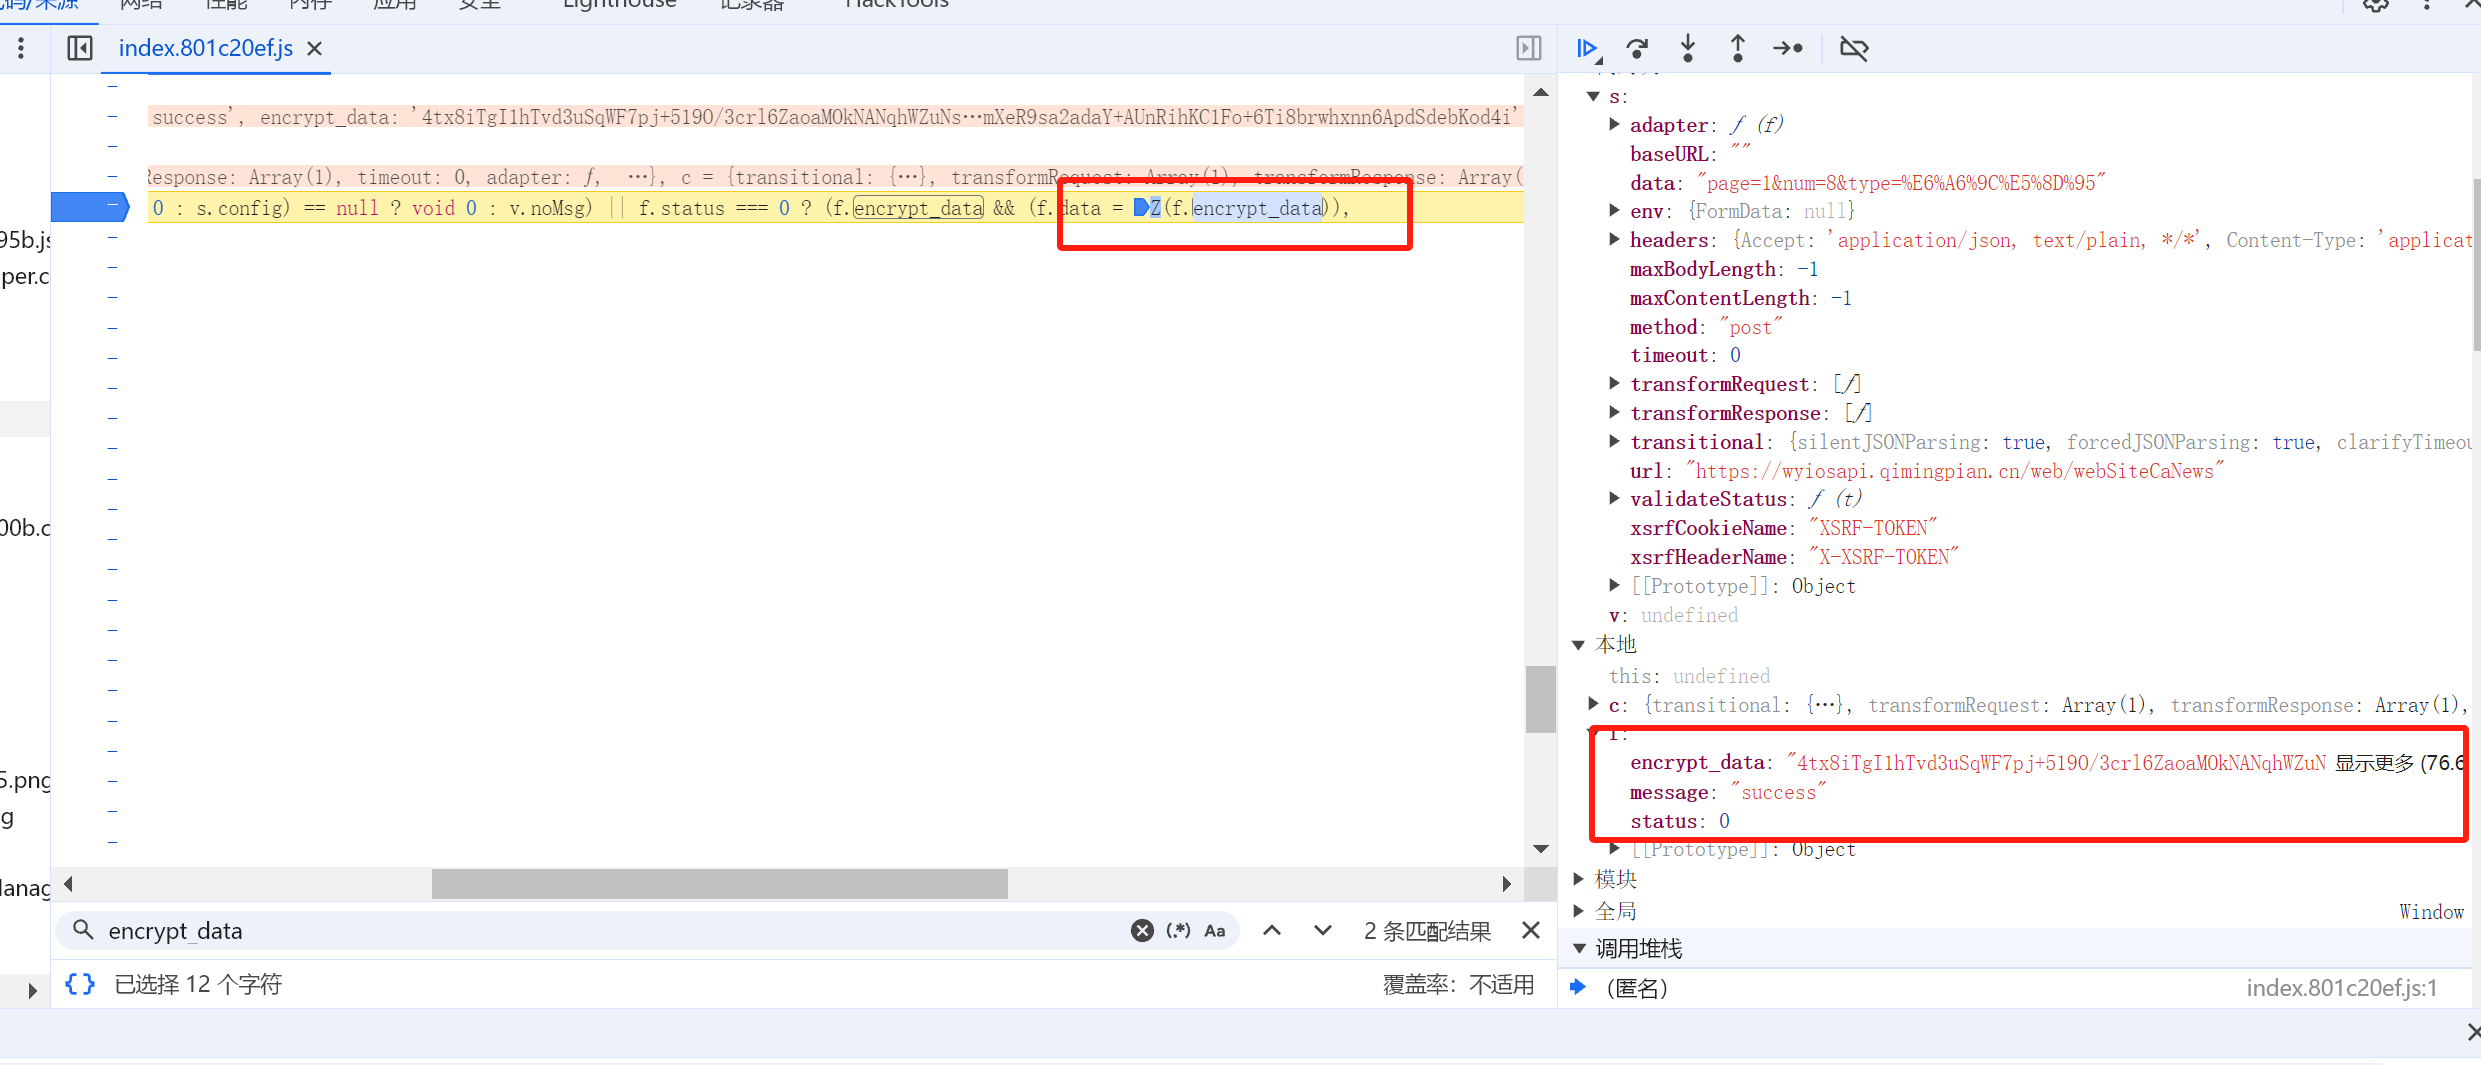 码/来源 网络 性能 内存 应用 安全 Lighthouse 记录器 HackTools
index.801c20ef.js
success', encrypt_data: '4tx8iTgI1hTvd3uSqWF7pj+519O/3crl6ZaoaMOkNANqhWZuNs…mXeR9sa2adaY+AUnRihKC1Fo+6Ti8brwhxnn6ApdSdebKod4i'
Response: Array(1), timeout: 0, adapter: ƒ, …}, c = {transitional: {…}, transformRequest: Array(1), transformResponse: Array(
0 : s.config) == null ? void 0 : v.noMsg) || f.status === 0 ? (f.encrypt_data && (f.data = Z(f.encrypt_data)),
95b.js
per.c
00b.c
5.png
g
Manag
encrypt_data
(.*) Aa
2 条匹配结果
{} 已选择 12 个字符
覆盖率：不适用
s:
adapter: ƒ (f)
baseURL: ""
data: "page=1&num=8&type=%E6%A6%9C%E5%8D%95"
env: {FormData: null}
headers: {Accept: 'application/json, text/plain, */*', Content-Type: 'applicat
maxBodyLength: -1
maxContentLength: -1
method: "post"
timeout: 0
transformRequest: [ƒ]
transformResponse: [ƒ]
transitional: {silentJSONParsing: true, forcedJSONParsing: true, clarifyTimeou
url: "https://wyiosapi.qimingpian.cn/web/webSiteCaNews"
validateStatus: ƒ (t)
xsrfCookieName: "XSRF-TOKEN"
xsrfHeaderName: "X-XSRF-TOKEN"
[[Prototype]]: Object
v: undefined
本地
this: undefined
c: {transitional: {…}, transformRequest: Array(1), transformResponse: Array(1),
f:
encrypt_data: "4tx8iTgI1hTvd3uSqWF7pj+519O/3crl6ZaoaMOkNANqhWZuN 显示更多 (76.6
message: "success"
status: 0
[[Prototype]]: Object
模块
全局 Window
调用堆栈
（匿名） index.801c20ef.js:1